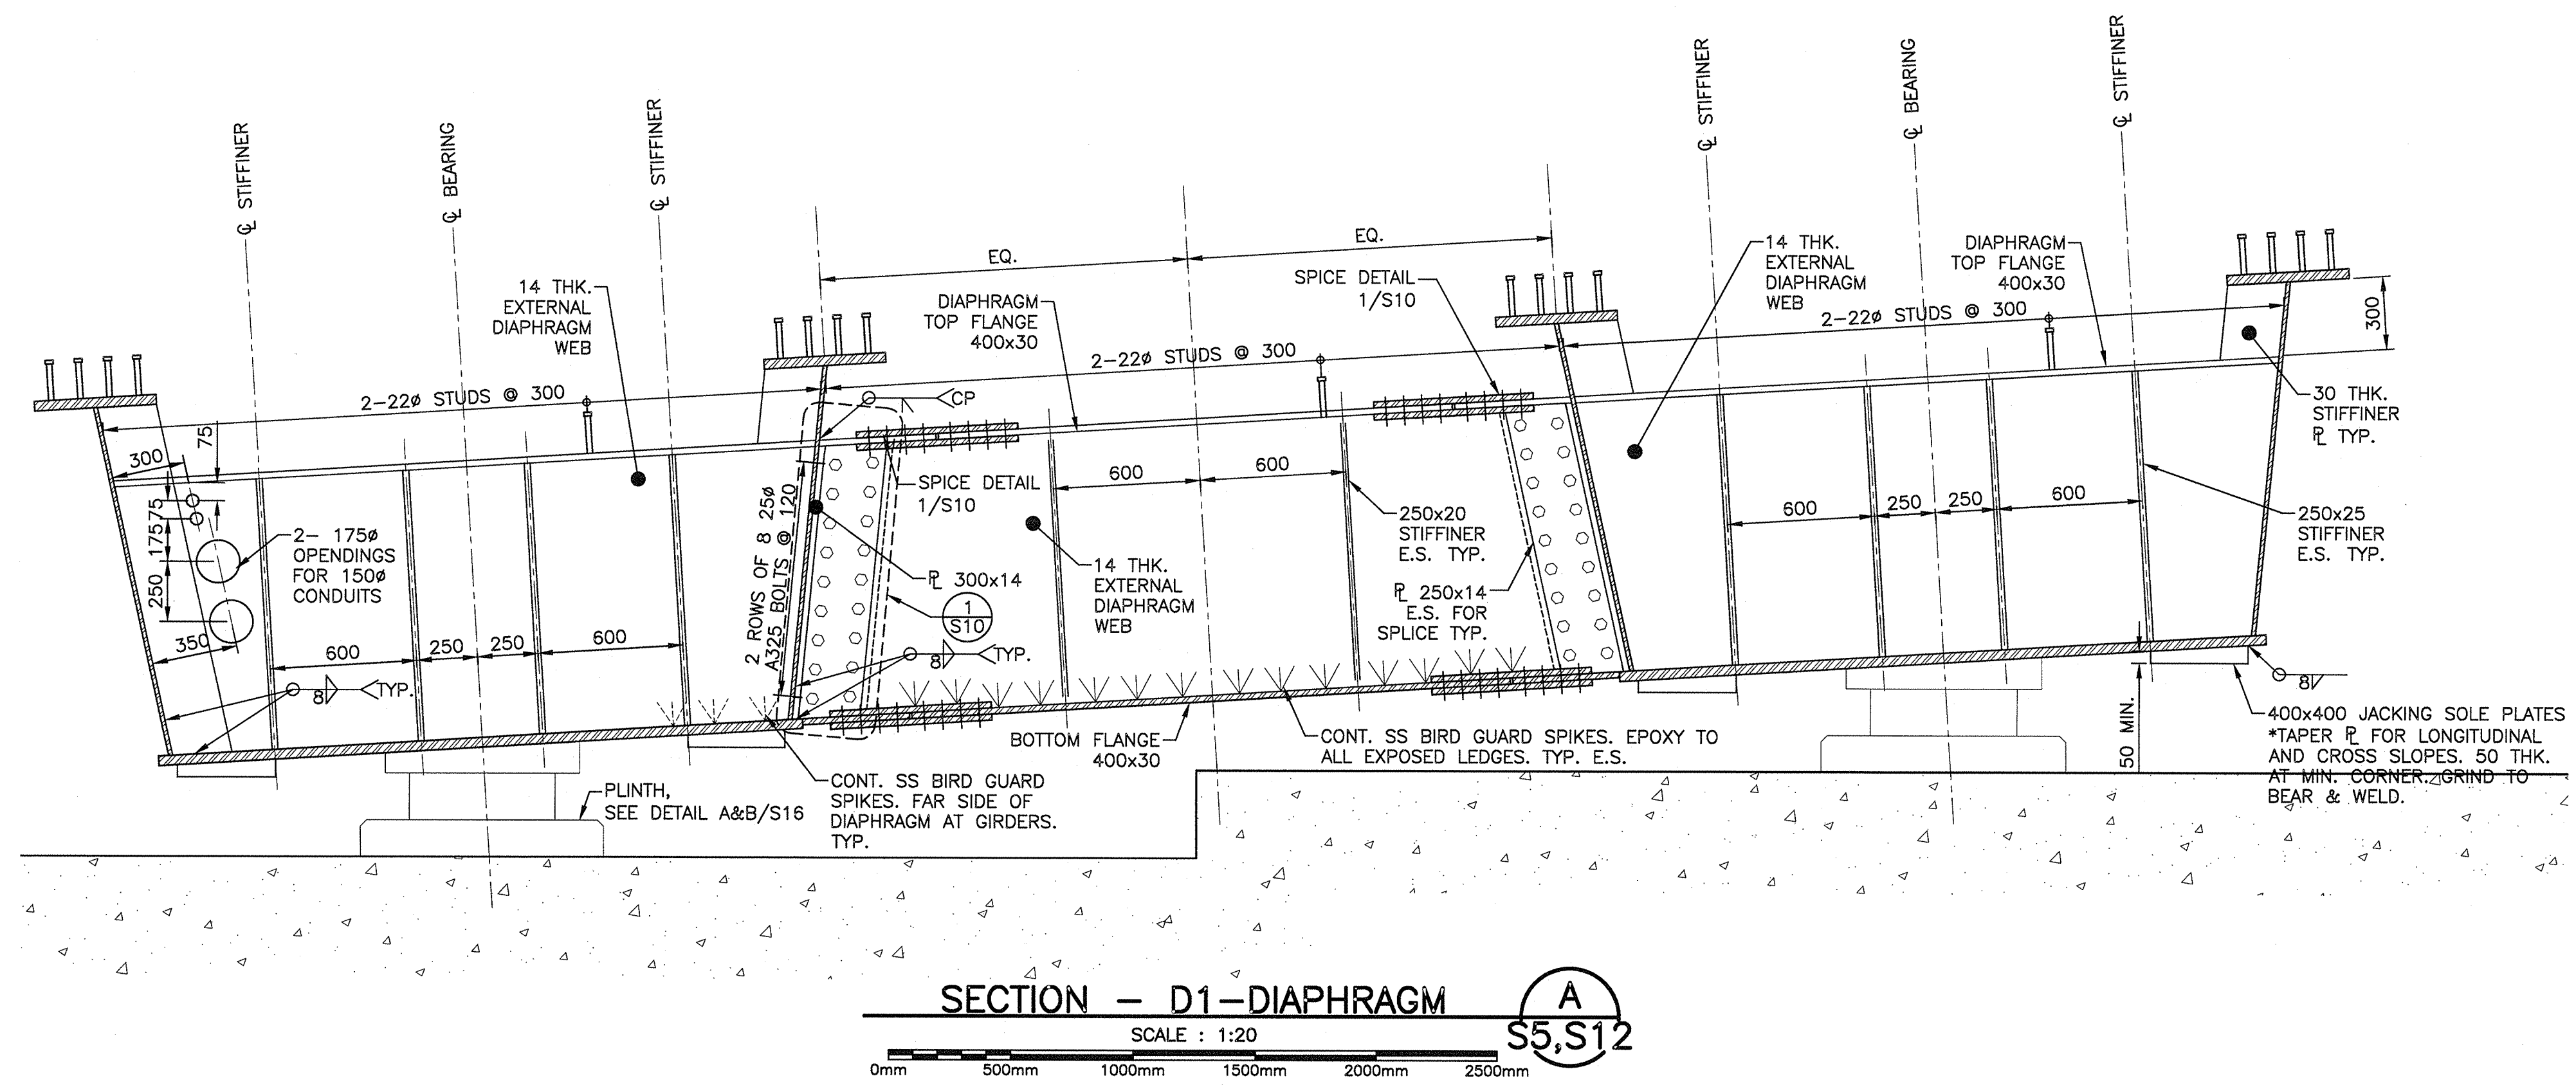 ℄ STIFFINER
℄ BEARING
℄ STIFFINER
℄ STIFFINER
℄ BEARING
℄ STIFFINER
EQ.
EQ.
14 THK.
EXTERNAL
DIAPHRAGM
WEB
DIAPHRAGM
TOP FLANGE
400x30
SPICE DETAIL
1/S10
14 THK.
EXTERNAL
DIAPHRAGM
WEB
DIAPHRAGM
TOP FLANGE
400x30
2-22ø STUDS @ 300
2-22ø STUDS @ 300
2-22ø STUDS @ 300
300
CP
75
300
75
175
250
350
2- 175ø
OPENDINGS
FOR 150ø
CONDUITS
600
250
250
600
8
TYP.
2 ROWS OF 8 25ø
A325 BOLTS @ 120
SPICE DETAIL
1/S10
℄ 300x14
1
S10
8
TYP.
14 THK.
EXTERNAL
DIAPHRAGM
WEB
600
600
250x20
STIFFINER
E.S. TYP.
℄ 250x14
E.S. FOR
SPLICE TYP.
600
250
250
600
30 THK.
STIFFINER
℄ TYP.
250x25
STIFFINER
E.S. TYP.
8
50 MIN.
400x400 JACKING SOLE PLATES
*TAPER ℄ FOR LONGITUDINAL
AND CROSS SLOPES. 50 THK.
AT MIN. CORNER. GRIND TO
BEAR & WELD.
BOTTOM FLANGE
400x30
CONT. SS BIRD GUARD SPIKES. EPOXY TO
ALL EXPOSED LEDGES. TYP. E.S.
CONT. SS BIRD GUARD
SPIKES. FAR SIDE OF
DIAPHRAGM AT GIRDERS.
TYP.
PLINTH,
SEE DETAIL A&B/S16
SECTION - D1-DIAPHRAGM
A
S5,S12
SCALE : 1:20
0mm 500mm 1000mm 1500mm 2000mm 2500mm